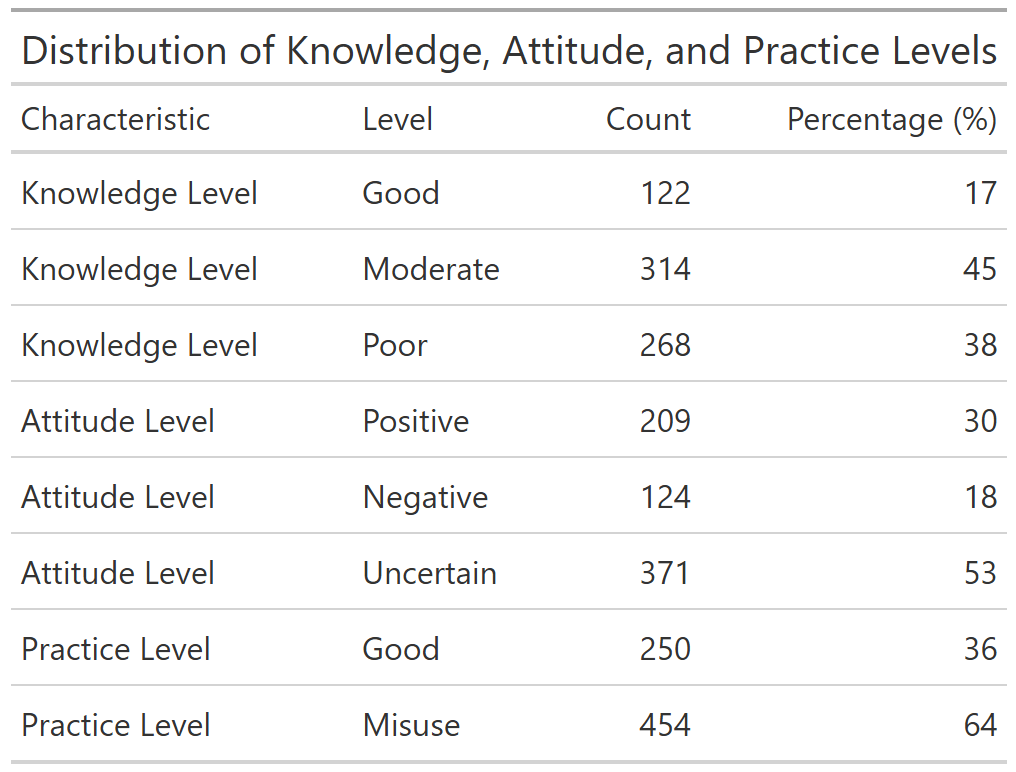 Distribution of Knowledge, Attitude, and Practice Levels
Characteristic Level Count Percentage (%)
Knowledge Level Good 122 17
Knowledge Level Moderate 314 45
Knowledge Level Poor 268 38
Attitude Level Positive 209 30
Attitude Level Negative 124 18
Attitude Level Uncertain 371 53
Practice Level Good 250 36
Practice Level Misuse 454 64